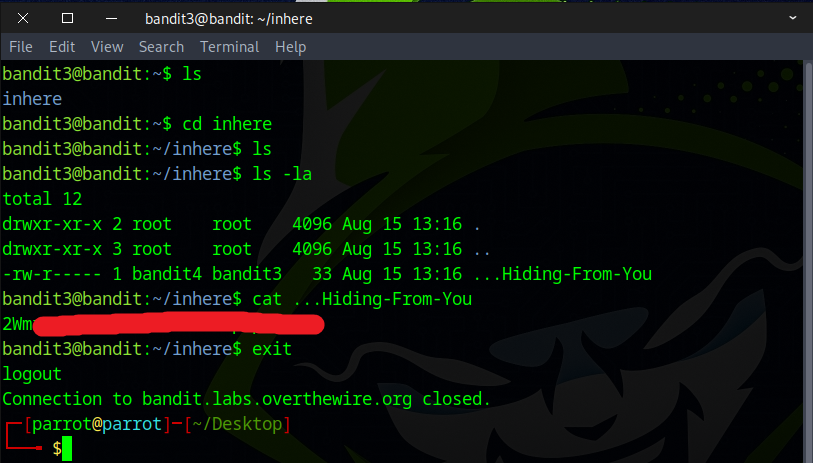 bandit3@bandit: ~/inhere
File Edit View Search Terminal Help
bandit3@bandit:~$ ls
inhere
bandit3@bandit:~$ cd inhere
bandit3@bandit:~/inhere$ ls
bandit3@bandit:~/inhere$ ls -la
total 12
drwxr-xr-x 2 root    root    4096 Aug 15 13:16 .
drwxr-xr-x 3 root    root    4096 Aug 15 13:16 ..
-rw-r----- 1 bandit4 bandit3   33 Aug 15 13:16 ...Hiding-From-You
bandit3@bandit:~/inhere$ cat ...Hiding-From-You
2Wm
bandit3@bandit:~/inhere$ exit
logout
Connection to bandit.labs.overthewire.org closed.
┌─[parrot@parrot]─[~/Desktop]
└──╼ $